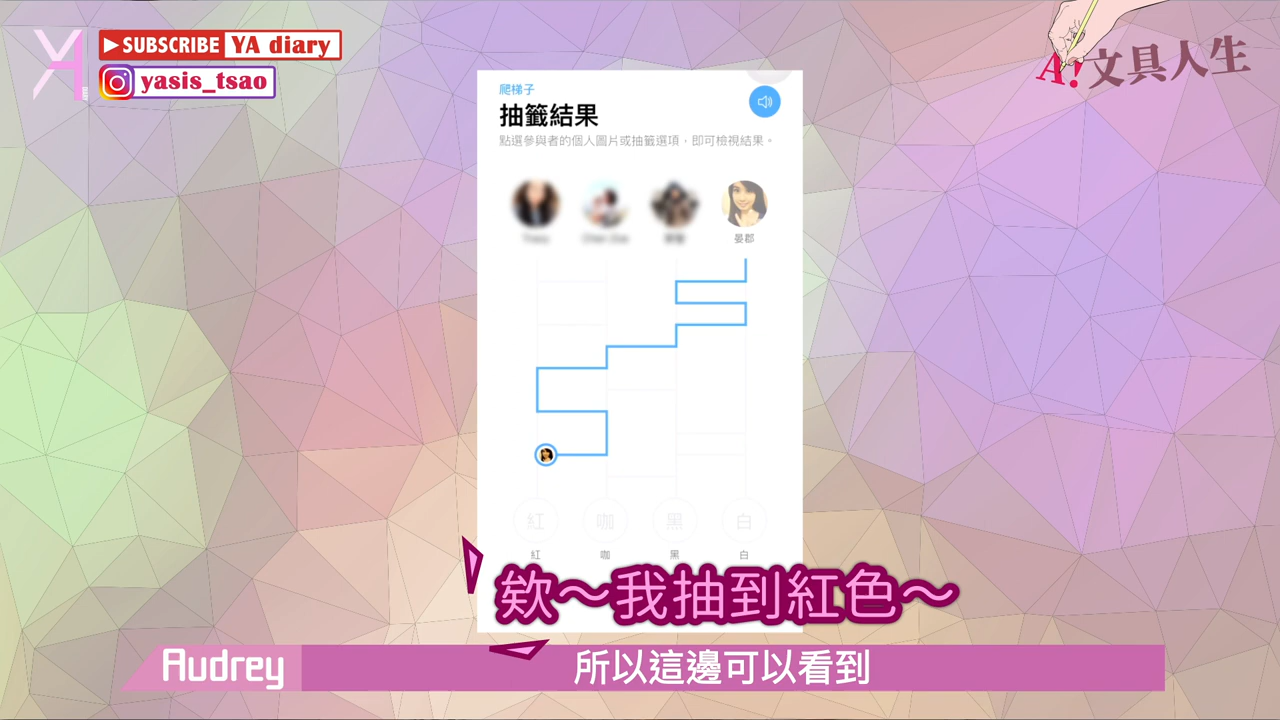 SUBSCRIBE YA diary
yasis_tsao
A!文具人生
爬梯子
抽籤結果
點選參與者的個人圖片或抽籤選項，即可檢視結果。
晏郡
紅 咖 黑 白
紅 咖 黑 白
欸～我抽到紅色～
Audrey
所以這邊可以看到